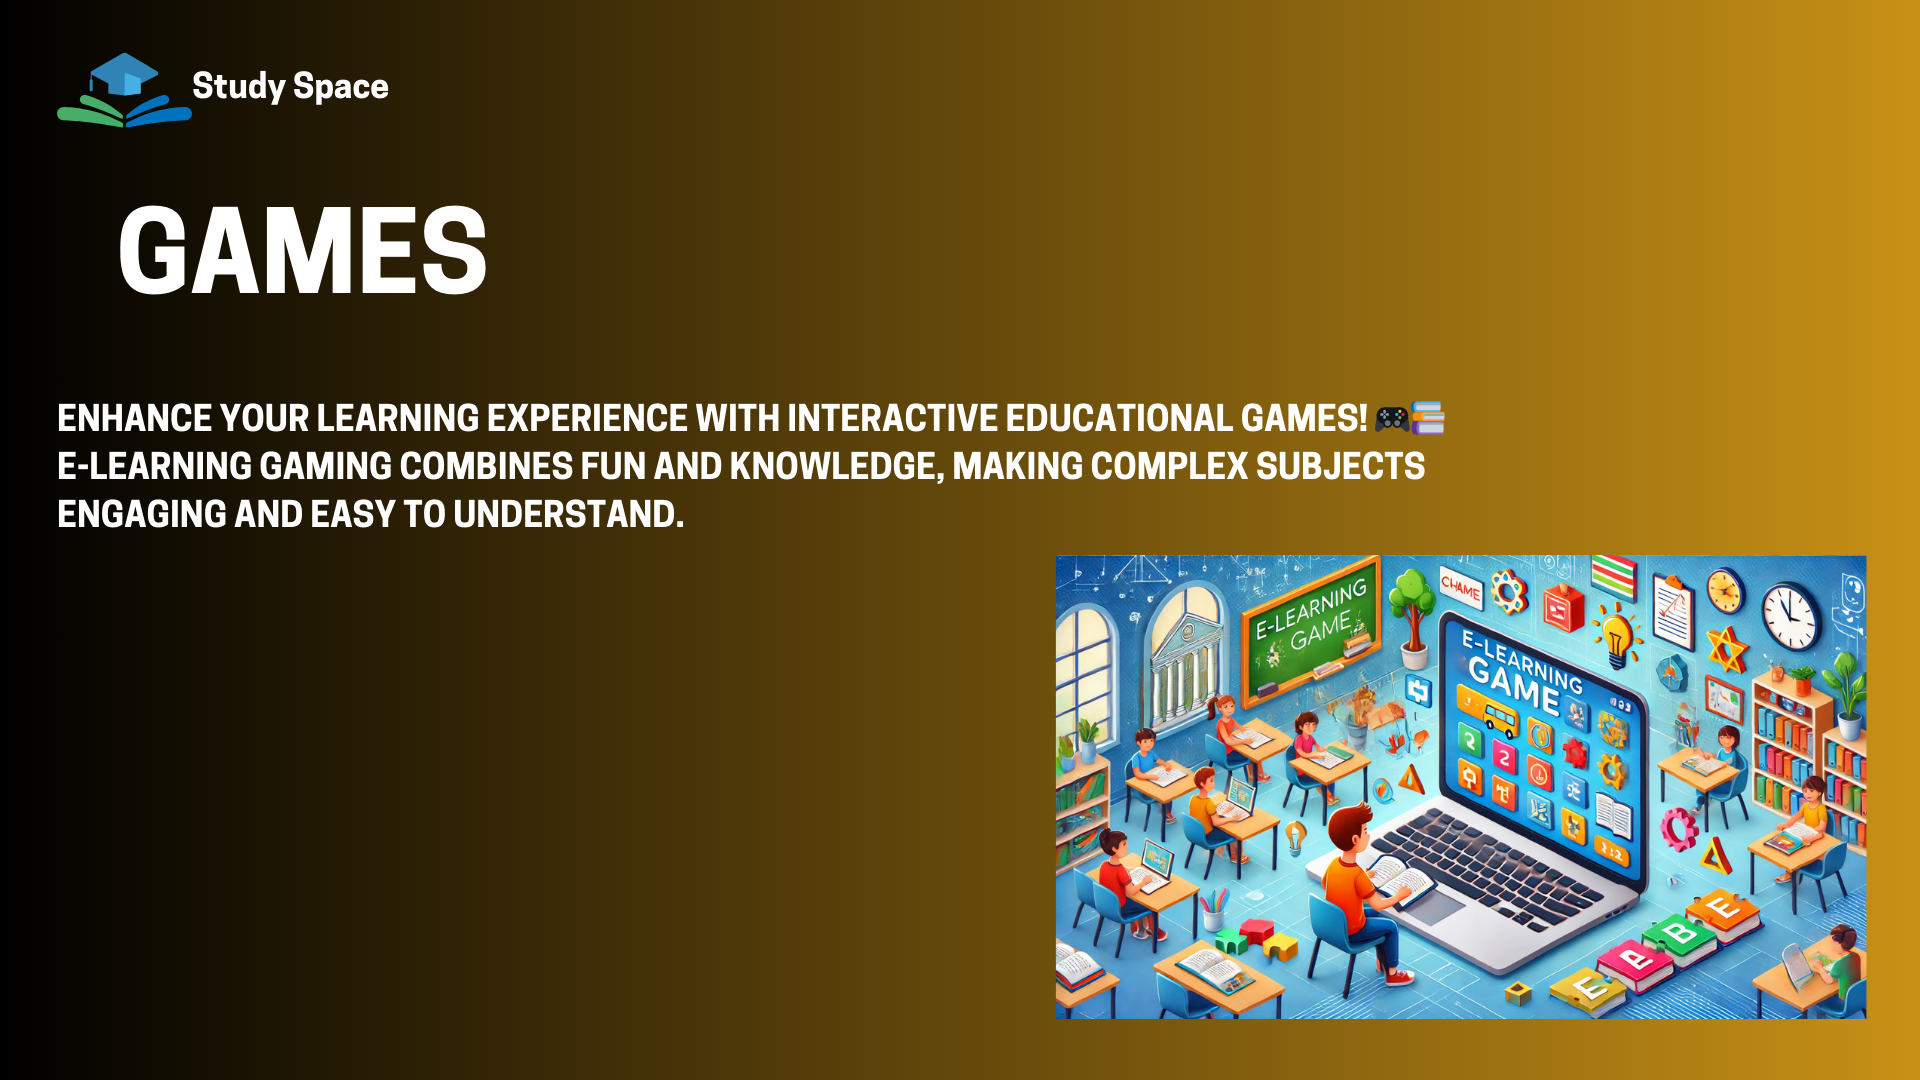 Study Space
GAMES
ENHANCE YOUR LEARNING EXPERIENCE WITH INTERACTIVE EDUCATIONAL GAMES! 🎮📚
E-LEARNING GAMING COMBINES FUN AND KNOWLEDGE, MAKING COMPLEX SUBJECTS
ENGAGING AND EASY TO UNDERSTAND.
E-LEARNING
GAME
E-LEARNING
GAME
2
2
E
B
E